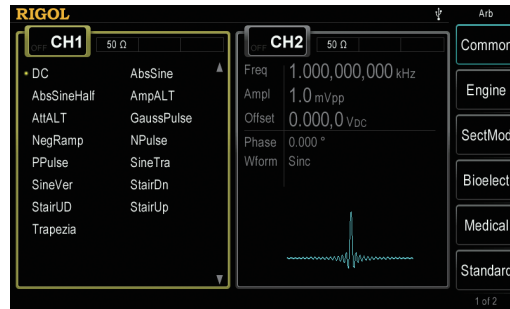 RIGOL
Arb
OFF CH1 50 Ω
OFF CH2 50 Ω
• DC AbsSine
AbsSineHalf AmpALT
AttALT GaussPulse
NegRamp NPulse
PPulse SineTra
SineVer StairDn
StairUD StairUp
Trapezia
Freq 1.000,000,000 kHz
Ampl 1.0 mVpp
Offset 0.000,0 VDC
Phase 0.000 °
Wform Sinc
Common
Engine
SectMod
Bioelect
Medical
Standard
1 of 2